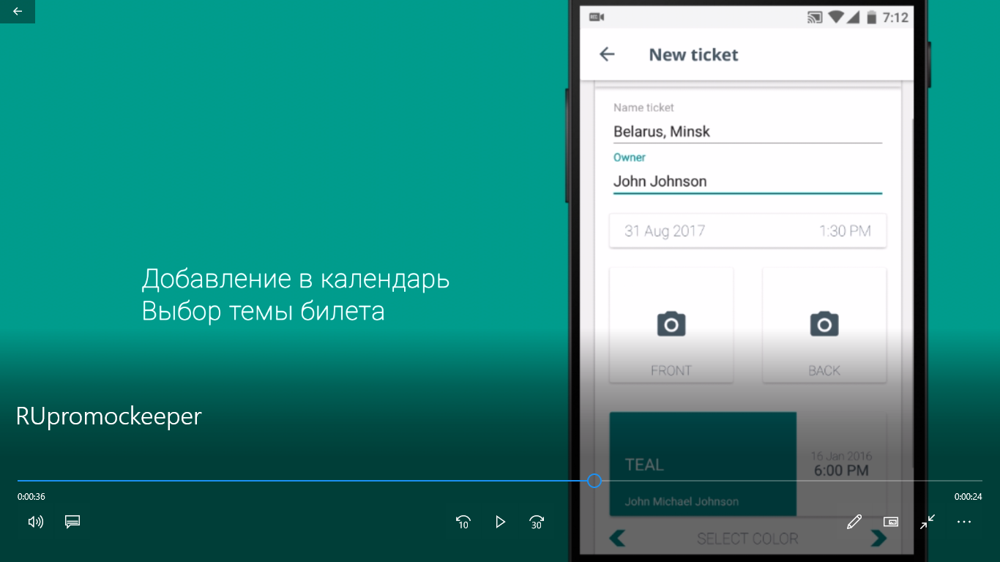 7:12
New ticket
Name ticket
Belarus, Minsk
Owner
John Johnson
31 Aug 2017 1:30 PM
FRONT BACK
TEAL
16 Jan 2016
6:00 PM
John Michael Johnson
SELECT COLOR
Добавление в календарь
Выбор темы билета
RUpromockeeper
0:00:36 0:00:24
10 30